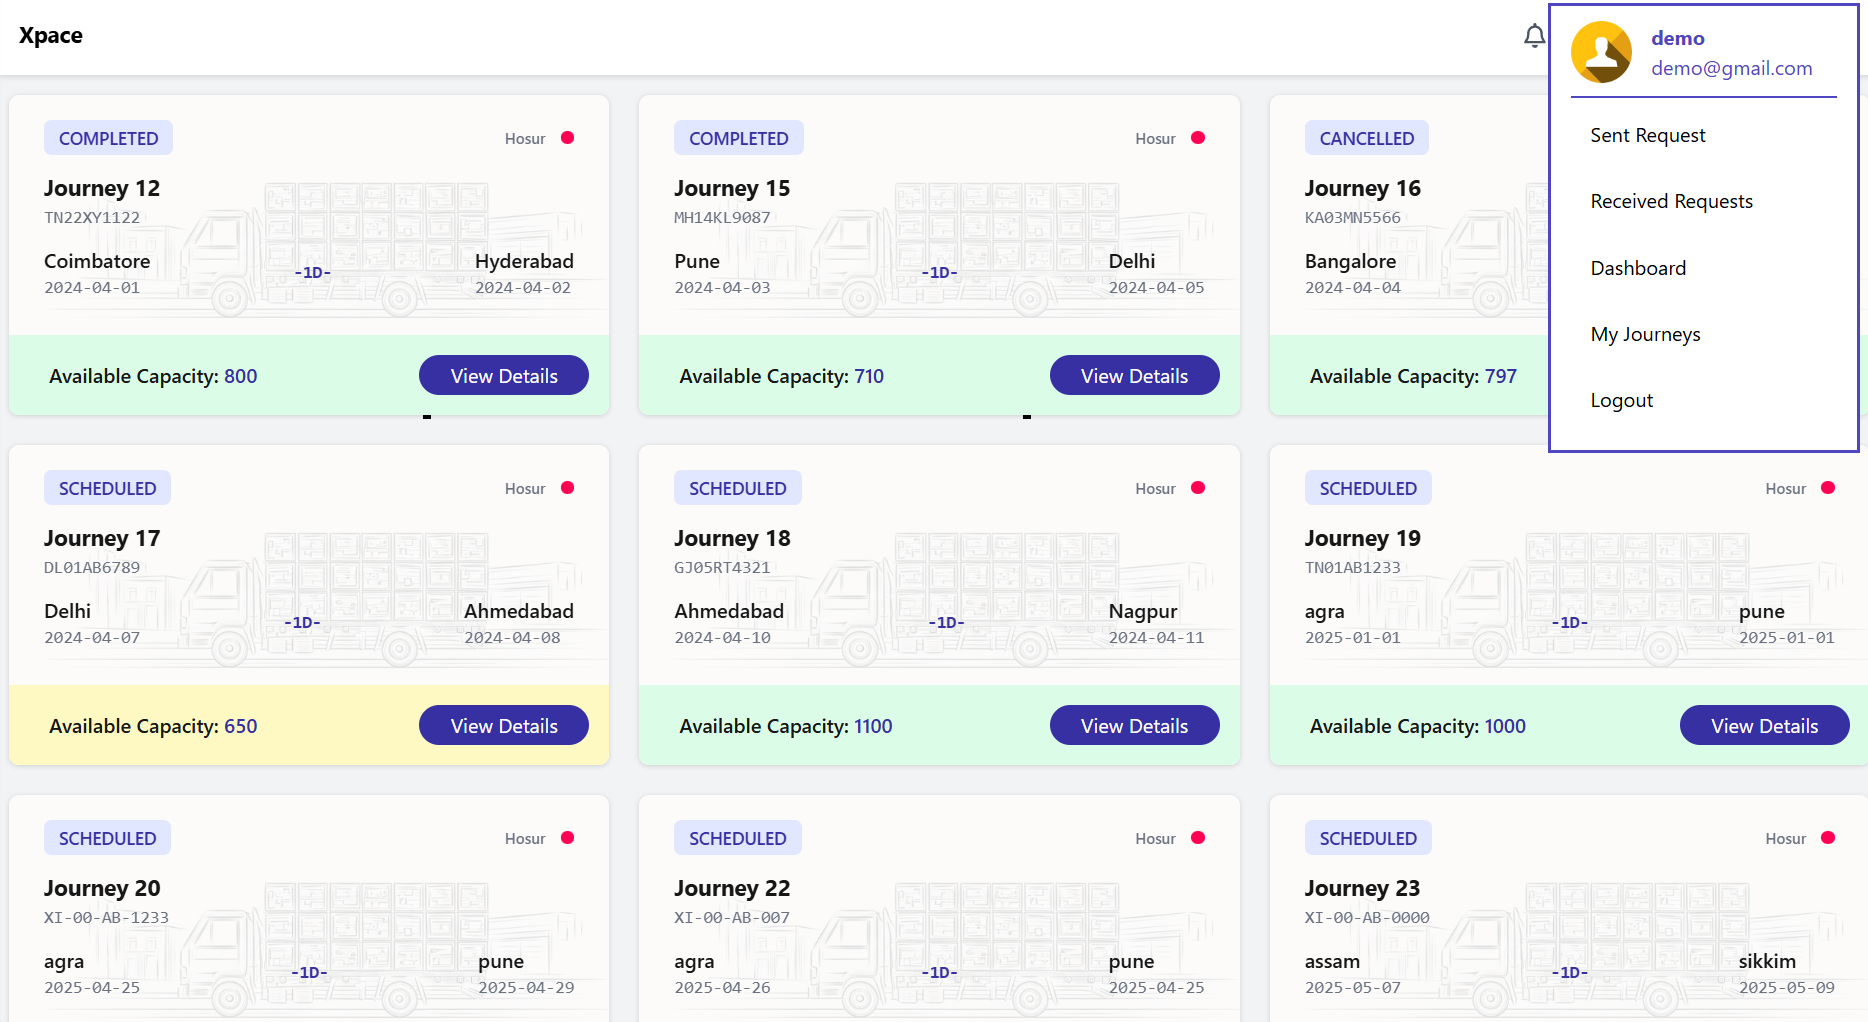 Xpace
demo
demo@gmail.com
Sent Request
Received Requests
Dashboard
My Journeys
Logout
COMPLETED
Hosur
Journey 12
TN22XY1122
Coimbatore
-1D-
Hyderabad
2024-04-01
2024-04-02
Available Capacity: 800
View Details
COMPLETED
Hosur
Journey 15
MH14KL9087
Pune
-1D-
Delhi
2024-04-03
2024-04-05
Available Capacity: 710
View Details
CANCELLED
Journey 16
KA03MN5566
Bangalore
2024-04-04
Available Capacity: 797
SCHEDULED
Hosur
Journey 17
DL01AB6789
Delhi
-1D-
Ahmedabad
2024-04-07
2024-04-08
Available Capacity: 650
View Details
SCHEDULED
Hosur
Journey 18
GJ05RT4321
Ahmedabad
-1D-
Nagpur
2024-04-10
2024-04-11
Available Capacity: 1100
View Details
SCHEDULED
Hosur
Journey 19
TN01AB1233
agra
-1D-
pune
2025-01-01
2025-01-01
Available Capacity: 1000
View Details
SCHEDULED
Hosur
Journey 20
XI-00-AB-1233
agra
-1D-
pune
2025-04-25
2025-04-29
SCHEDULED
Hosur
Journey 22
XI-00-AB-007
agra
-1D-
pune
2025-04-26
2025-04-25
SCHEDULED
Hosur
Journey 23
XI-00-AB-0000
assam
-1D-
sikkim
2025-05-07
2025-05-09